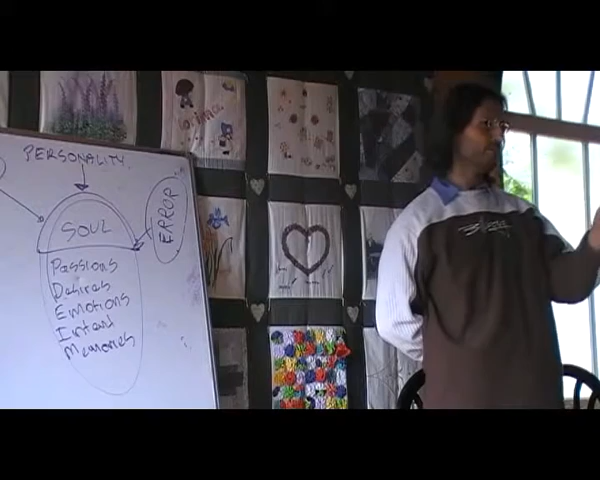 PERSONALITY
SOUL
ERROR
Passions
Desires
Emotions
Intent
Memories